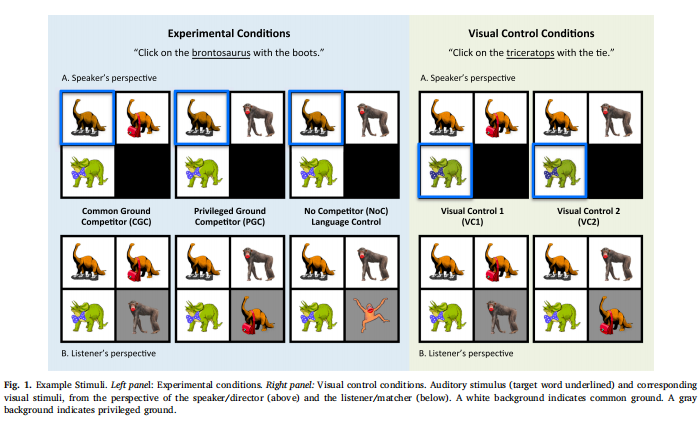 Experimental Conditions
"Click on the brontosaurus with the boots."
A. Speaker's perspective
Common Ground Competitor (CGC)
Privileged Ground Competitor (PGC)
No Competitor (NoC) Language Control
B. Listener's perspective
Visual Control Conditions
"Click on the triceratops with the tie."
A. Speaker's perspective
Visual Control 1 (VC1)
Visual Control 2 (VC2)
B. Listener's perspective
Fig. 1. Example Stimuli. Left panel: Experimental conditions. Right panel: Visual control conditions. Auditory stimulus (target word underlined) and corresponding
visual stimuli, from the perspective of the speaker/director (above) and the listener/matcher (below). A white background indicates common ground. A gray
background indicates privileged ground.